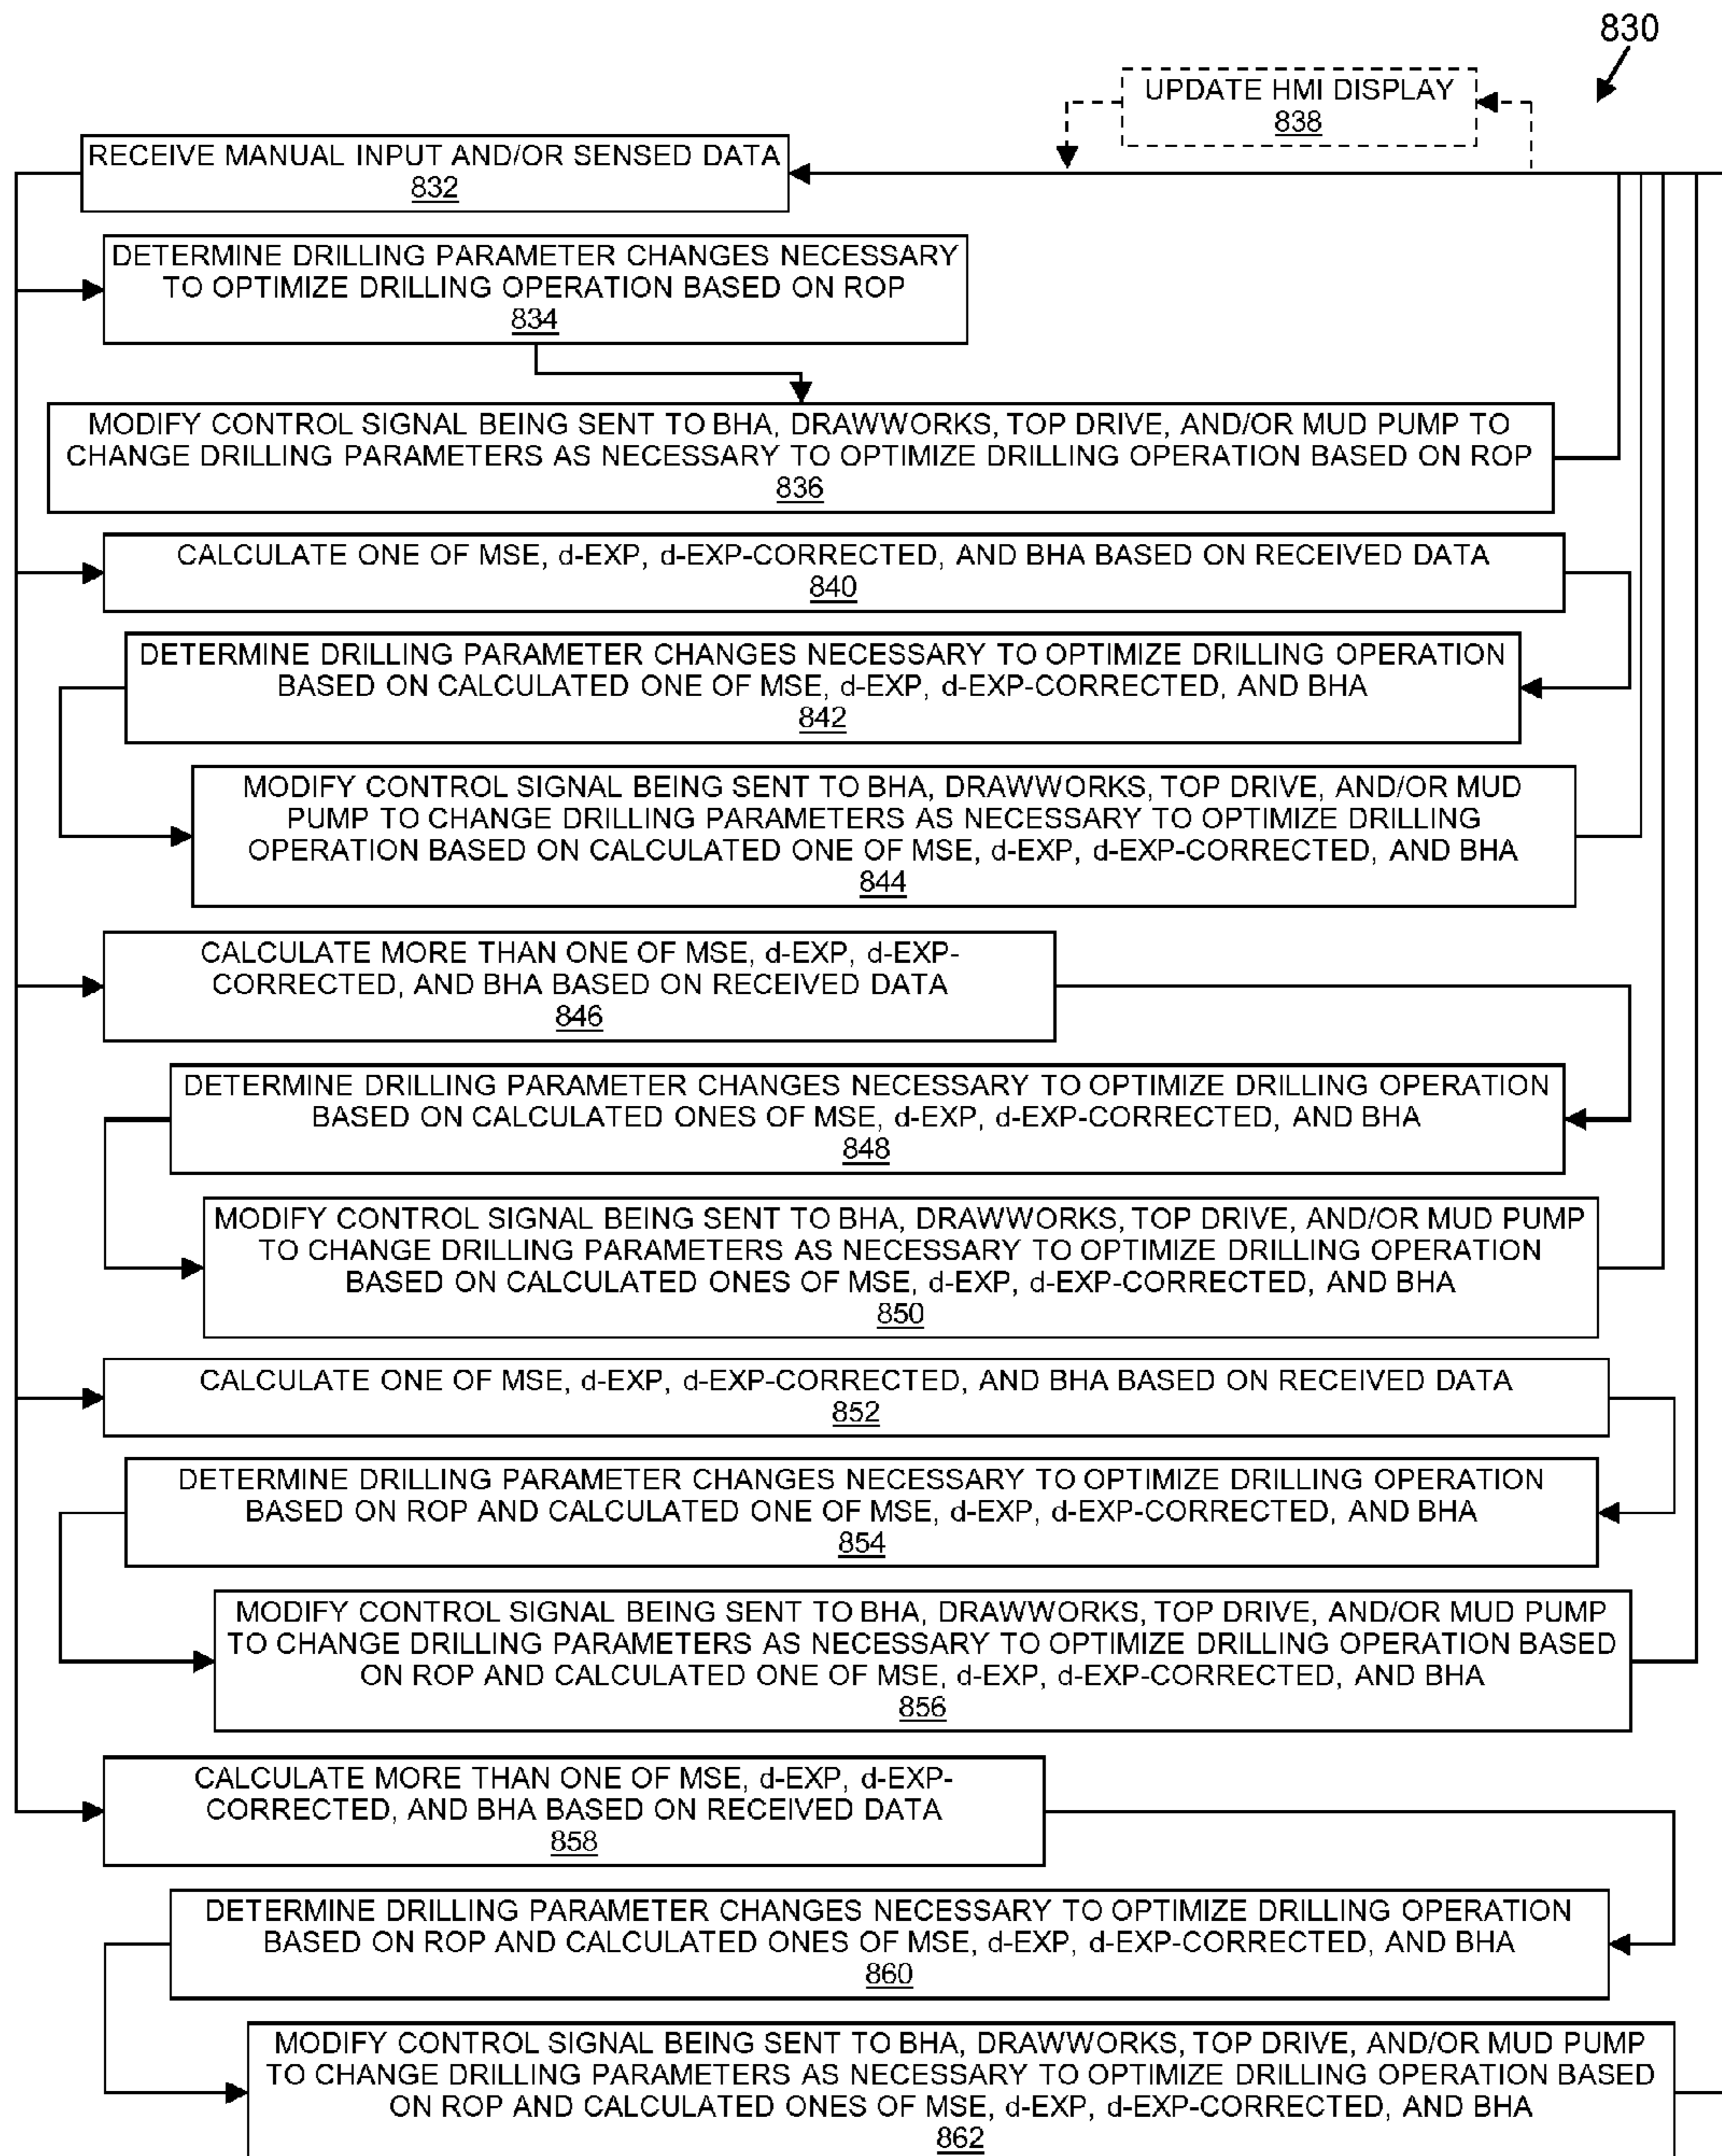 830
UPDATE HMI DISPLAY
838
RECEIVE MANUAL INPUT AND/OR SENSED DATA
832
DETERMINE DRILLING PARAMETER CHANGES NECESSARY
TO OPTIMIZE DRILLING OPERATION BASED ON ROP
834
MODIFY CONTROL SIGNAL BEING SENT TO BHA, DRAWWORKS, TOP DRIVE, AND/OR MUD PUMP TO
CHANGE DRILLING PARAMETERS AS NECESSARY TO OPTIMIZE DRILLING OPERATION BASED ON ROP
836
CALCULATE ONE OF MSE, d-EXP, d-EXP-CORRECTED, AND BHA BASED ON RECEIVED DATA
840
DETERMINE DRILLING PARAMETER CHANGES NECESSARY TO OPTIMIZE DRILLING OPERATION
BASED ON CALCULATED ONE OF MSE, d-EXP, d-EXP-CORRECTED, AND BHA
842
MODIFY CONTROL SIGNAL BEING SENT TO BHA, DRAWWORKS, TOP DRIVE, AND/OR MUD
PUMP TO CHANGE DRILLING PARAMETERS AS NECESSARY TO OPTIMIZE DRILLING
OPERATION BASED ON CALCULATED ONE OF MSE, d-EXP, d-EXP-CORRECTED, AND BHA
844
CALCULATE MORE THAN ONE OF MSE, d-EXP, d-EXP-
CORRECTED, AND BHA BASED ON RECEIVED DATA
846
DETERMINE DRILLING PARAMETER CHANGES NECESSARY TO OPTIMIZE DRILLING OPERATION
BASED ON CALCULATED ONES OF MSE, d-EXP, d-EXP-CORRECTED, AND BHA
848
MODIFY CONTROL SIGNAL BEING SENT TO BHA, DRAWWORKS, TOP DRIVE, AND/OR MUD PUMP
TO CHANGE DRILLING PARAMETERS AS NECESSARY TO OPTIMIZE DRILLING OPERATION
BASED ON CALCULATED ONES OF MSE, d-EXP, d-EXP-CORRECTED, AND BHA
850
CALCULATE ONE OF MSE, d-EXP, d-EXP-CORRECTED, AND BHA BASED ON RECEIVED DATA
852
DETERMINE DRILLING PARAMETER CHANGES NECESSARY TO OPTIMIZE DRILLING OPERATION
BASED ON ROP AND CALCULATED ONE OF MSE, d-EXP, d-EXP-CORRECTED, AND BHA
854
MODIFY CONTROL SIGNAL BEING SENT TO BHA, DRAWWORKS, TOP DRIVE, AND/OR MUD PUMP
TO CHANGE DRILLING PARAMETERS AS NECESSARY TO OPTIMIZE DRILLING OPERATION BASED
ON ROP AND CALCULATED ONE OF MSE, d-EXP, d-EXP-CORRECTED, AND BHA
856
CALCULATE MORE THAN ONE OF MSE, d-EXP, d-EXP-
CORRECTED, AND BHA BASED ON RECEIVED DATA
858
DETERMINE DRILLING PARAMETER CHANGES NECESSARY TO OPTIMIZE DRILLING OPERATION
BASED ON ROP AND CALCULATED ONES OF MSE, d-EXP, d-EXP-CORRECTED, AND BHA
860
MODIFY CONTROL SIGNAL BEING SENT TO BHA, DRAWWORKS, TOP DRIVE, AND/OR MUD PUMP
TO CHANGE DRILLING PARAMETERS AS NECESSARY TO OPTIMIZE DRILLING OPERATION BASED
ON ROP AND CALCULATED ONES OF MSE, d-EXP, d-EXP-CORRECTED, AND BHA
862